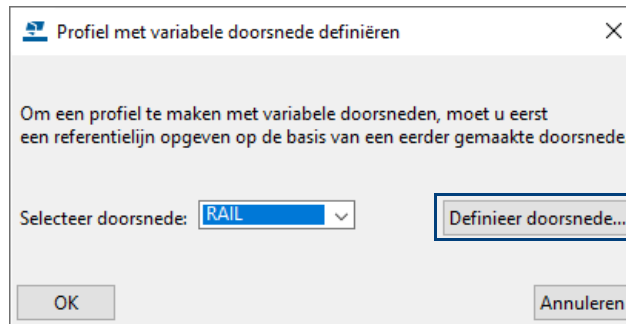 Profiel met variabele doorsnede definiëren
Om een profiel te maken met variabele doorsneden, moet u eerst
een referentielijn opgeven op de basis van een eerder gemaakte doorsnede
Selecteer doorsnede: RAIL Definieer doorsnede...
OK Annuleren